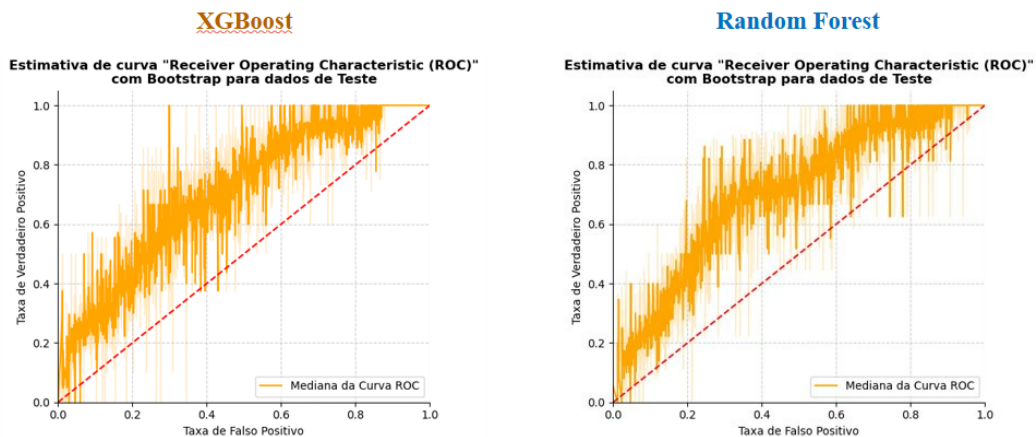 XGBoost
Estimativa de curva "Receiver Operating Characteristic (ROC)"
com Bootstrap para dados de Teste
1.0
0.8
0.6
0.4
0.2
0.0
0.0
0.2
0.4
0.6
0.8
1.0
Taxa de Verdadeiro Positivo
Taxa de Falso Positivo
Mediana da Curva ROC
Random Forest
Estimativa de curva "Receiver Operating Characteristic (ROC)"
com Bootstrap para dados de Teste
1.0
0.8
0.6
0.4
0.2
0.0
0.0
0.2
0.4
0.6
0.8
1.0
Taxa de Verdadeiro Positivo
Taxa de Falso Positivo
Mediana da Curva ROC